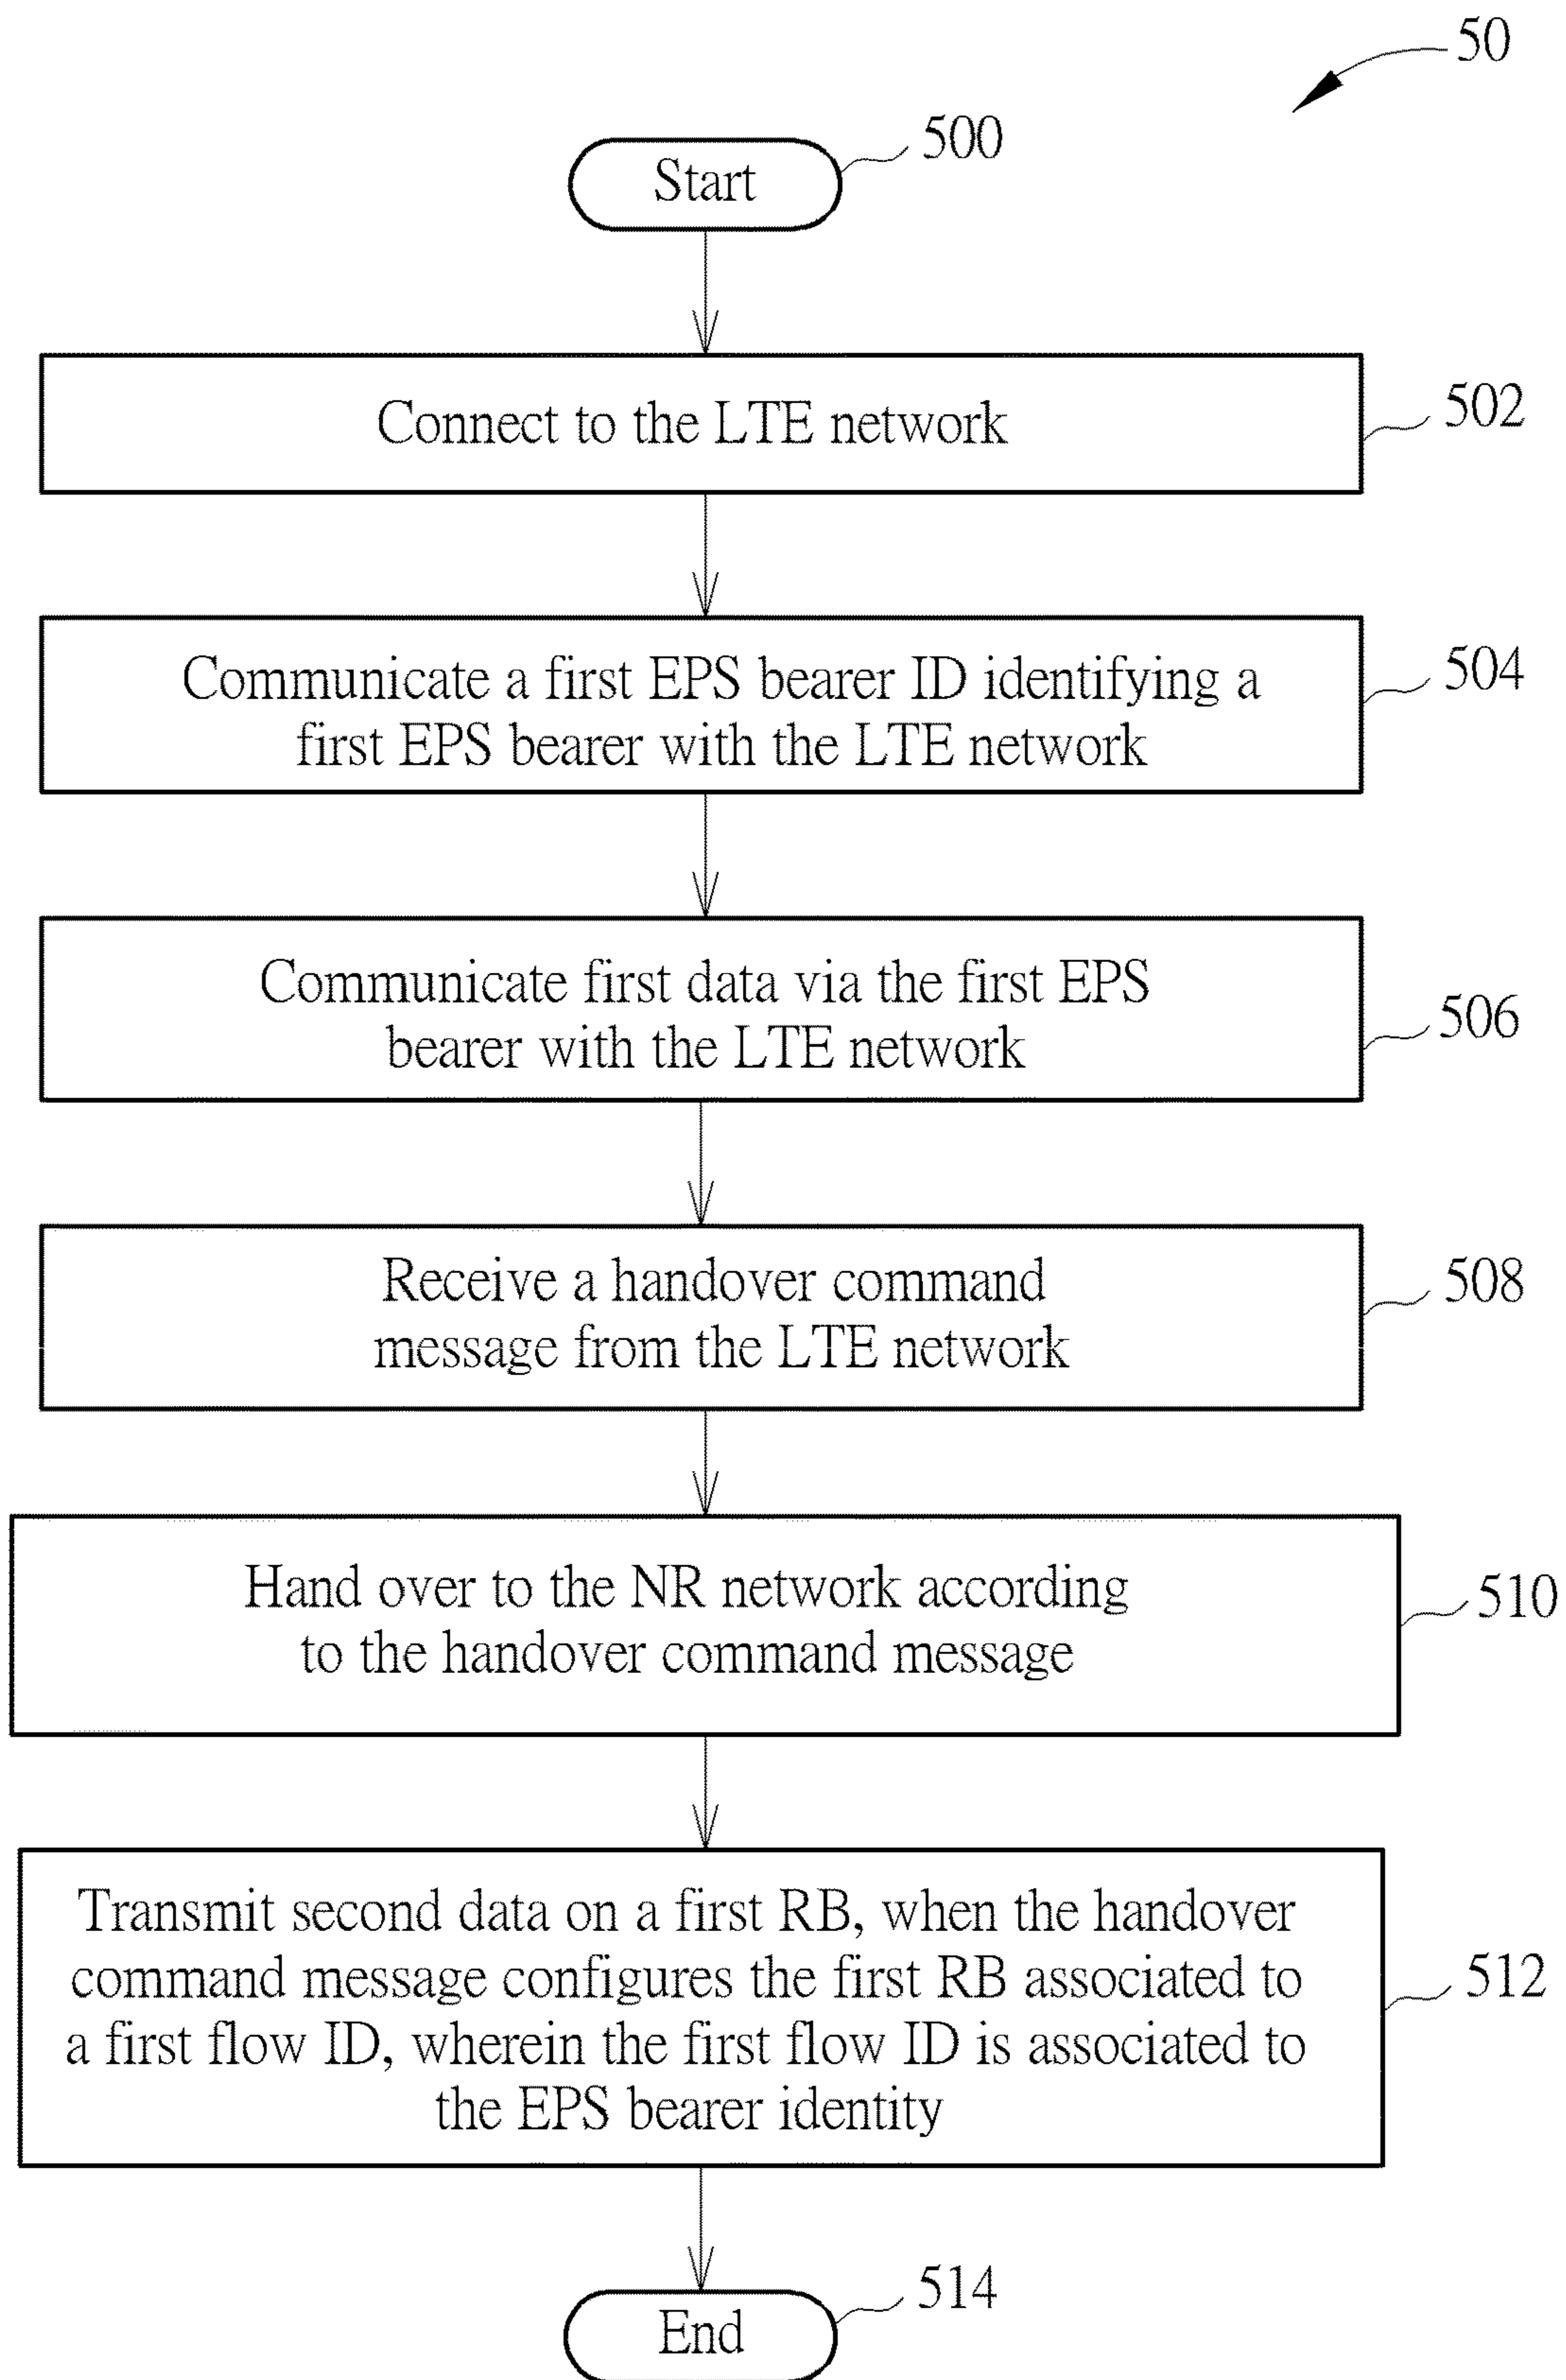 50
Start
500
Connect to the LTE network
502
Communicate a first EPS bearer ID identifying a
first EPS bearer with the LTE network
504
Communicate first data via the first EPS
bearer with the LTE network
506
Receive a handover command
message from the LTE network
508
Hand over to the NR network according
to the handover command message
510
Transmit second data on a first RB, when the handover
command message configures the first RB associated to
a first flow ID, wherein the first flow ID is associated to
the EPS bearer identity
512
End
514